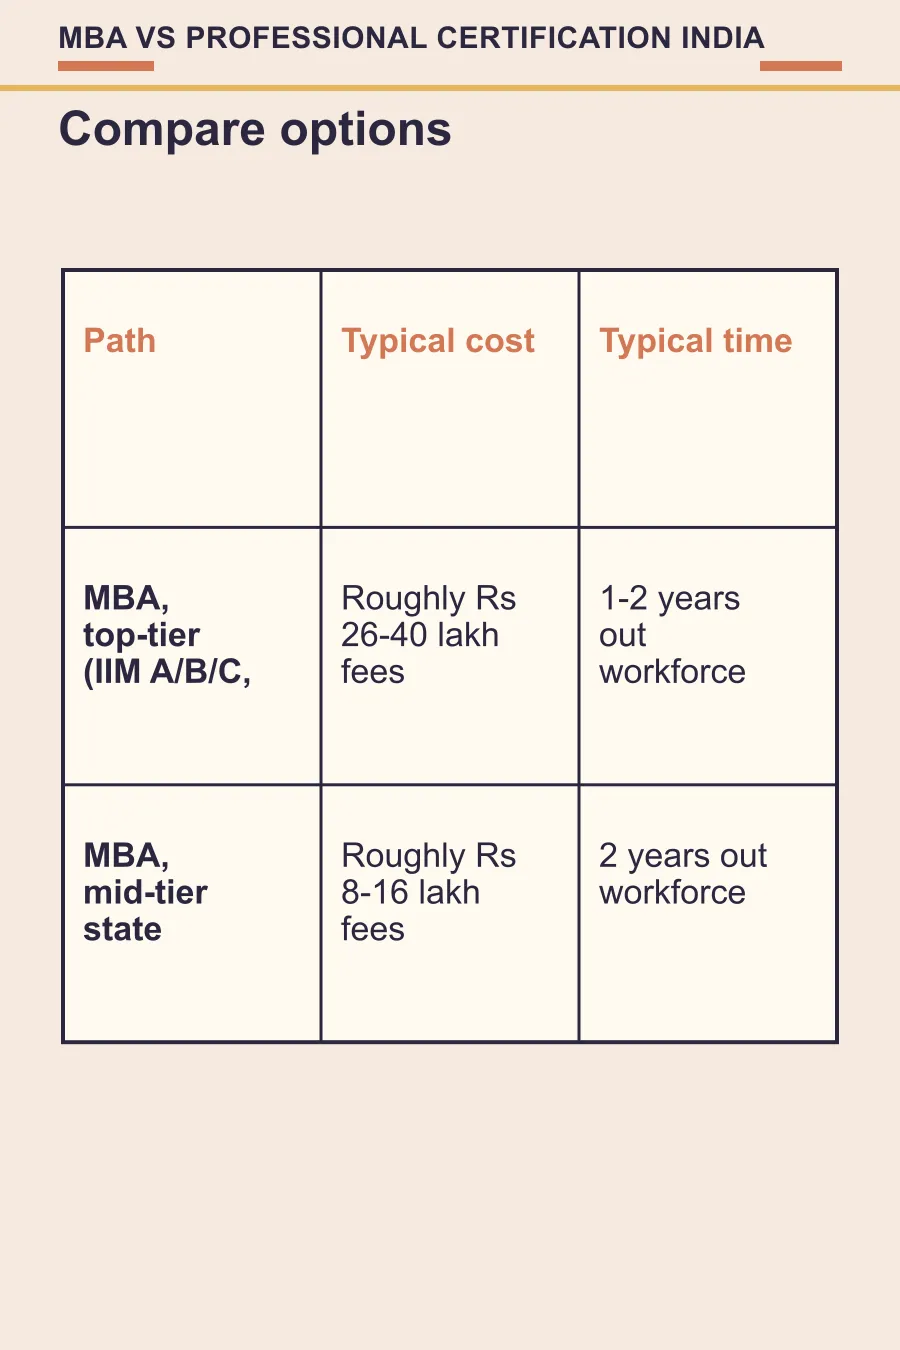 MBA VS PROFESSIONAL CERTIFICATION INDIA
Compare options
Path
Typical cost
Typical time
MBA,
top-tier
(IIM A/B/C,
Roughly Rs
26-40 lakh
fees
1-2 years
out
workforce
MBA,
mid-tier
state
Roughly Rs
8-16 lakh
fees
2 years out
workforce